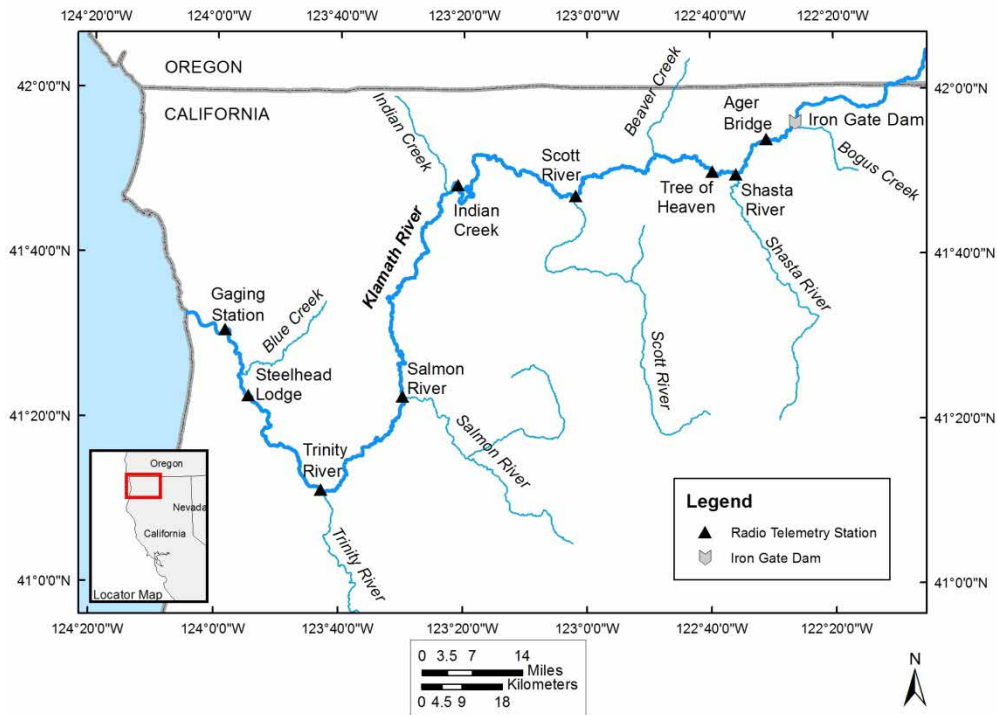 124°20'0"W 124°0'0"W 123°40'0"W 123°20'0"W 123°0'0"W 122°40'0"W 122°20'0"W
42°0'0"N
41°40'0"N
41°20'0"N
41°0'0"N
OREGON
CALIFORNIA
Indian Creek
Beaver Creek
Ager
Bridge
Iron Gate Dam
Bogus Creek
Scott
River
Tree of
Heaven
Shasta
River
Indian
Creek
Klamath River
Shasta River
Gaging
Station
Blue Creek
Steelhead
Lodge
Salmon
River
Scott River
Salmon River
Trinity
River
Trinity River
Oregon
Nevada
California
Locator Map
Legend
Radio Telemetry Station
Iron Gate Dam
42°0'0"N
41°40'0"N
41°20'0"N
41°0'0"N
124°20'0"W 124°0'0"W 123°40'0"W 123°20'0"W 123°0'0"W 122°40'0"W 122°20'0"W
0 3.5 7 14
Miles
Kilometers
0 4.5 9 18
N